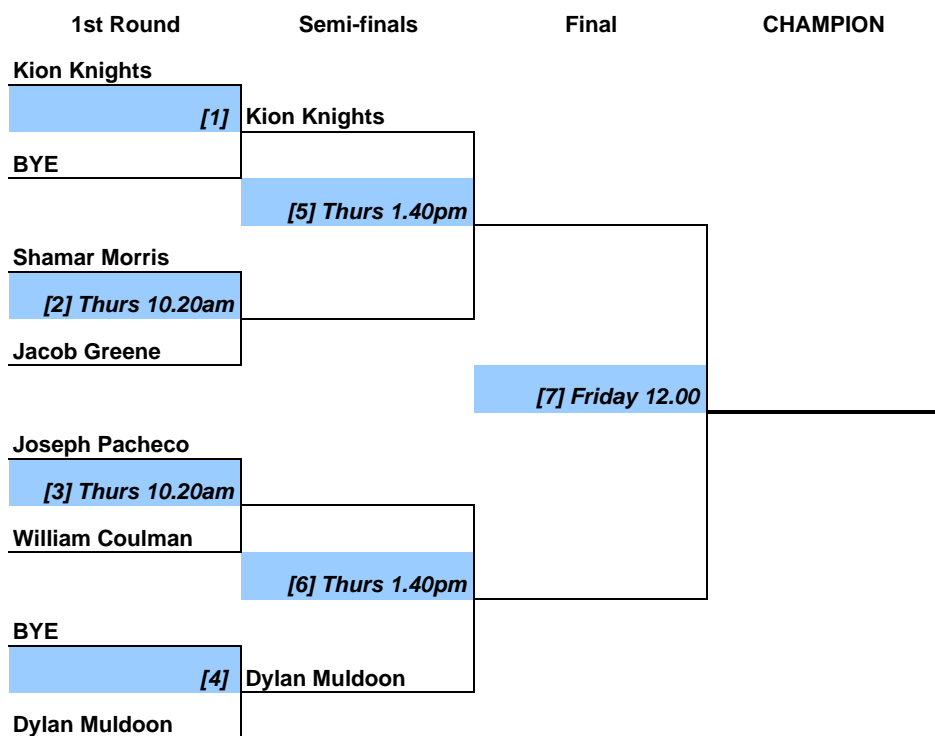 1st Round Semi-finals Final CHAMPION
Kion Knights
[1] Kion Knights
BYE
[5] Thurs 1.40pm
Shamar Morris
[2] Thurs 10.20am
Jacob Greene
[7] Friday 12.00
Joseph Pacheco
[3] Thurs 10.20am
William Coulman
[6] Thurs 1.40pm
BYE
[4] Dylan Muldoon
Dylan Muldoon